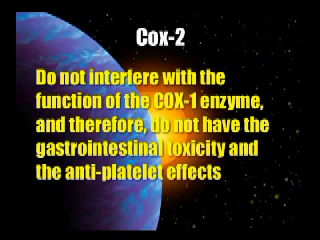 Cox-2
Do not interfere with the
function of the COX-1 enzyme,
and therefore, do not have the
gastrointestinal toxicity and
the anti-platelet effects